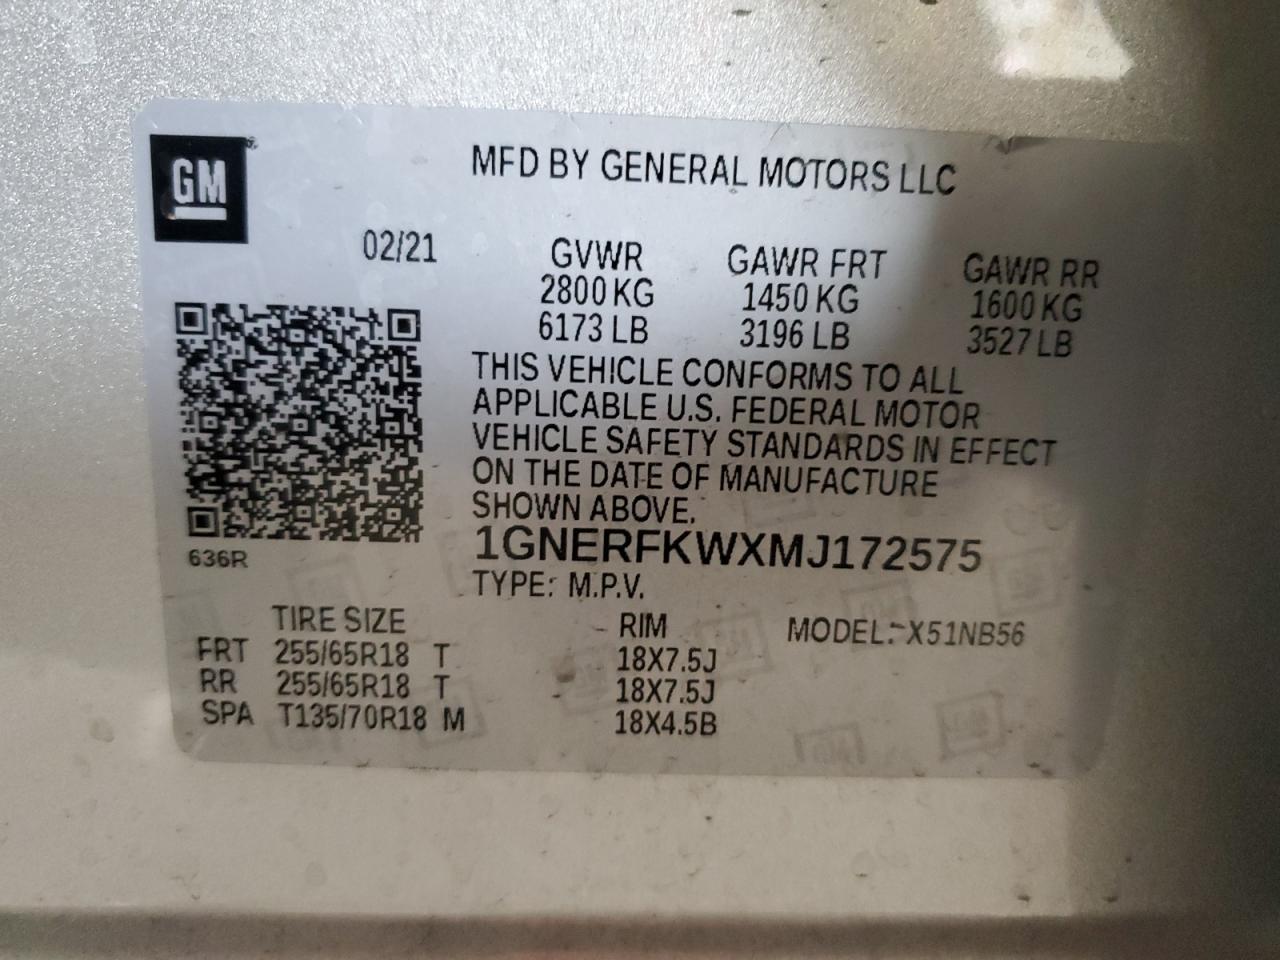 GM
MFD BY GENERAL MOTORS LLC
02/21
GVWR GAWR FRT GAWR RR
2800 KG 1450 KG 1600 KG
6173 LB 3196 LB 3527 LB
THIS VEHICLE CONFORMS TO ALL
APPLICABLE U.S. FEDERAL MOTOR
VEHICLE SAFETY STANDARDS IN EFFECT
ON THE DATE OF MANUFACTURE
SHOWN ABOVE.
1GNERFKWXMJ172575
TYPE: M.P.V.
636R
TIRE SIZE RIM MODEL: X51NB56
FRT 255/65R18 T 18X7.5J
RR 255/65R18 T 18X7.5J
SPA T135/70R18 M 18X4.5B